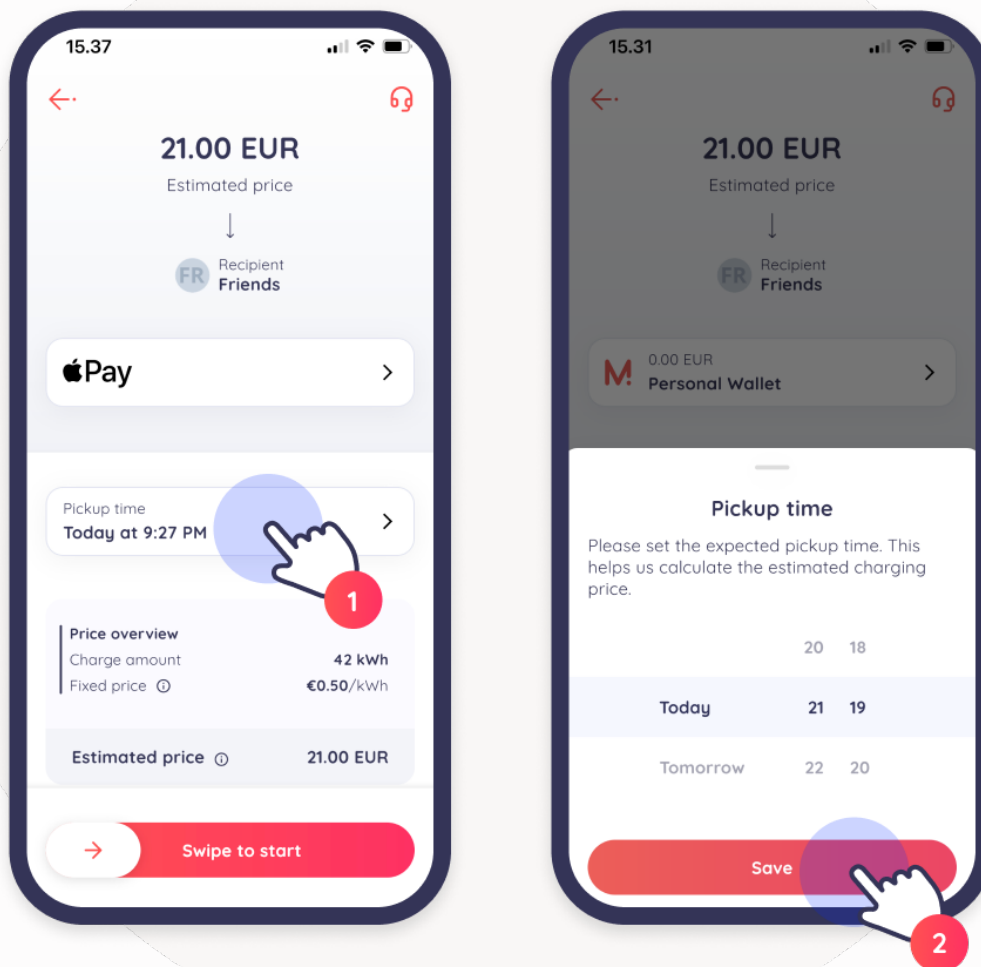 15.37
21.00 EUR
Estimated price
FR
Recipient
Friends
Pay
Pickup time
Today at 9:27 PM
1
Price overview
Charge amount 42 kWh
Fixed price €0.50/kWh
Estimated price 21.00 EUR
Swipe to start
15.31
21.00 EUR
Estimated price
FR
Recipient
Friends
M!
0.00 EUR
Personal Wallet
Pickup time
Please set the expected pickup time. This
helps us calculate the estimated charging
price.
20 18
Today 21 19
Tomorrow 22 20
Save
2